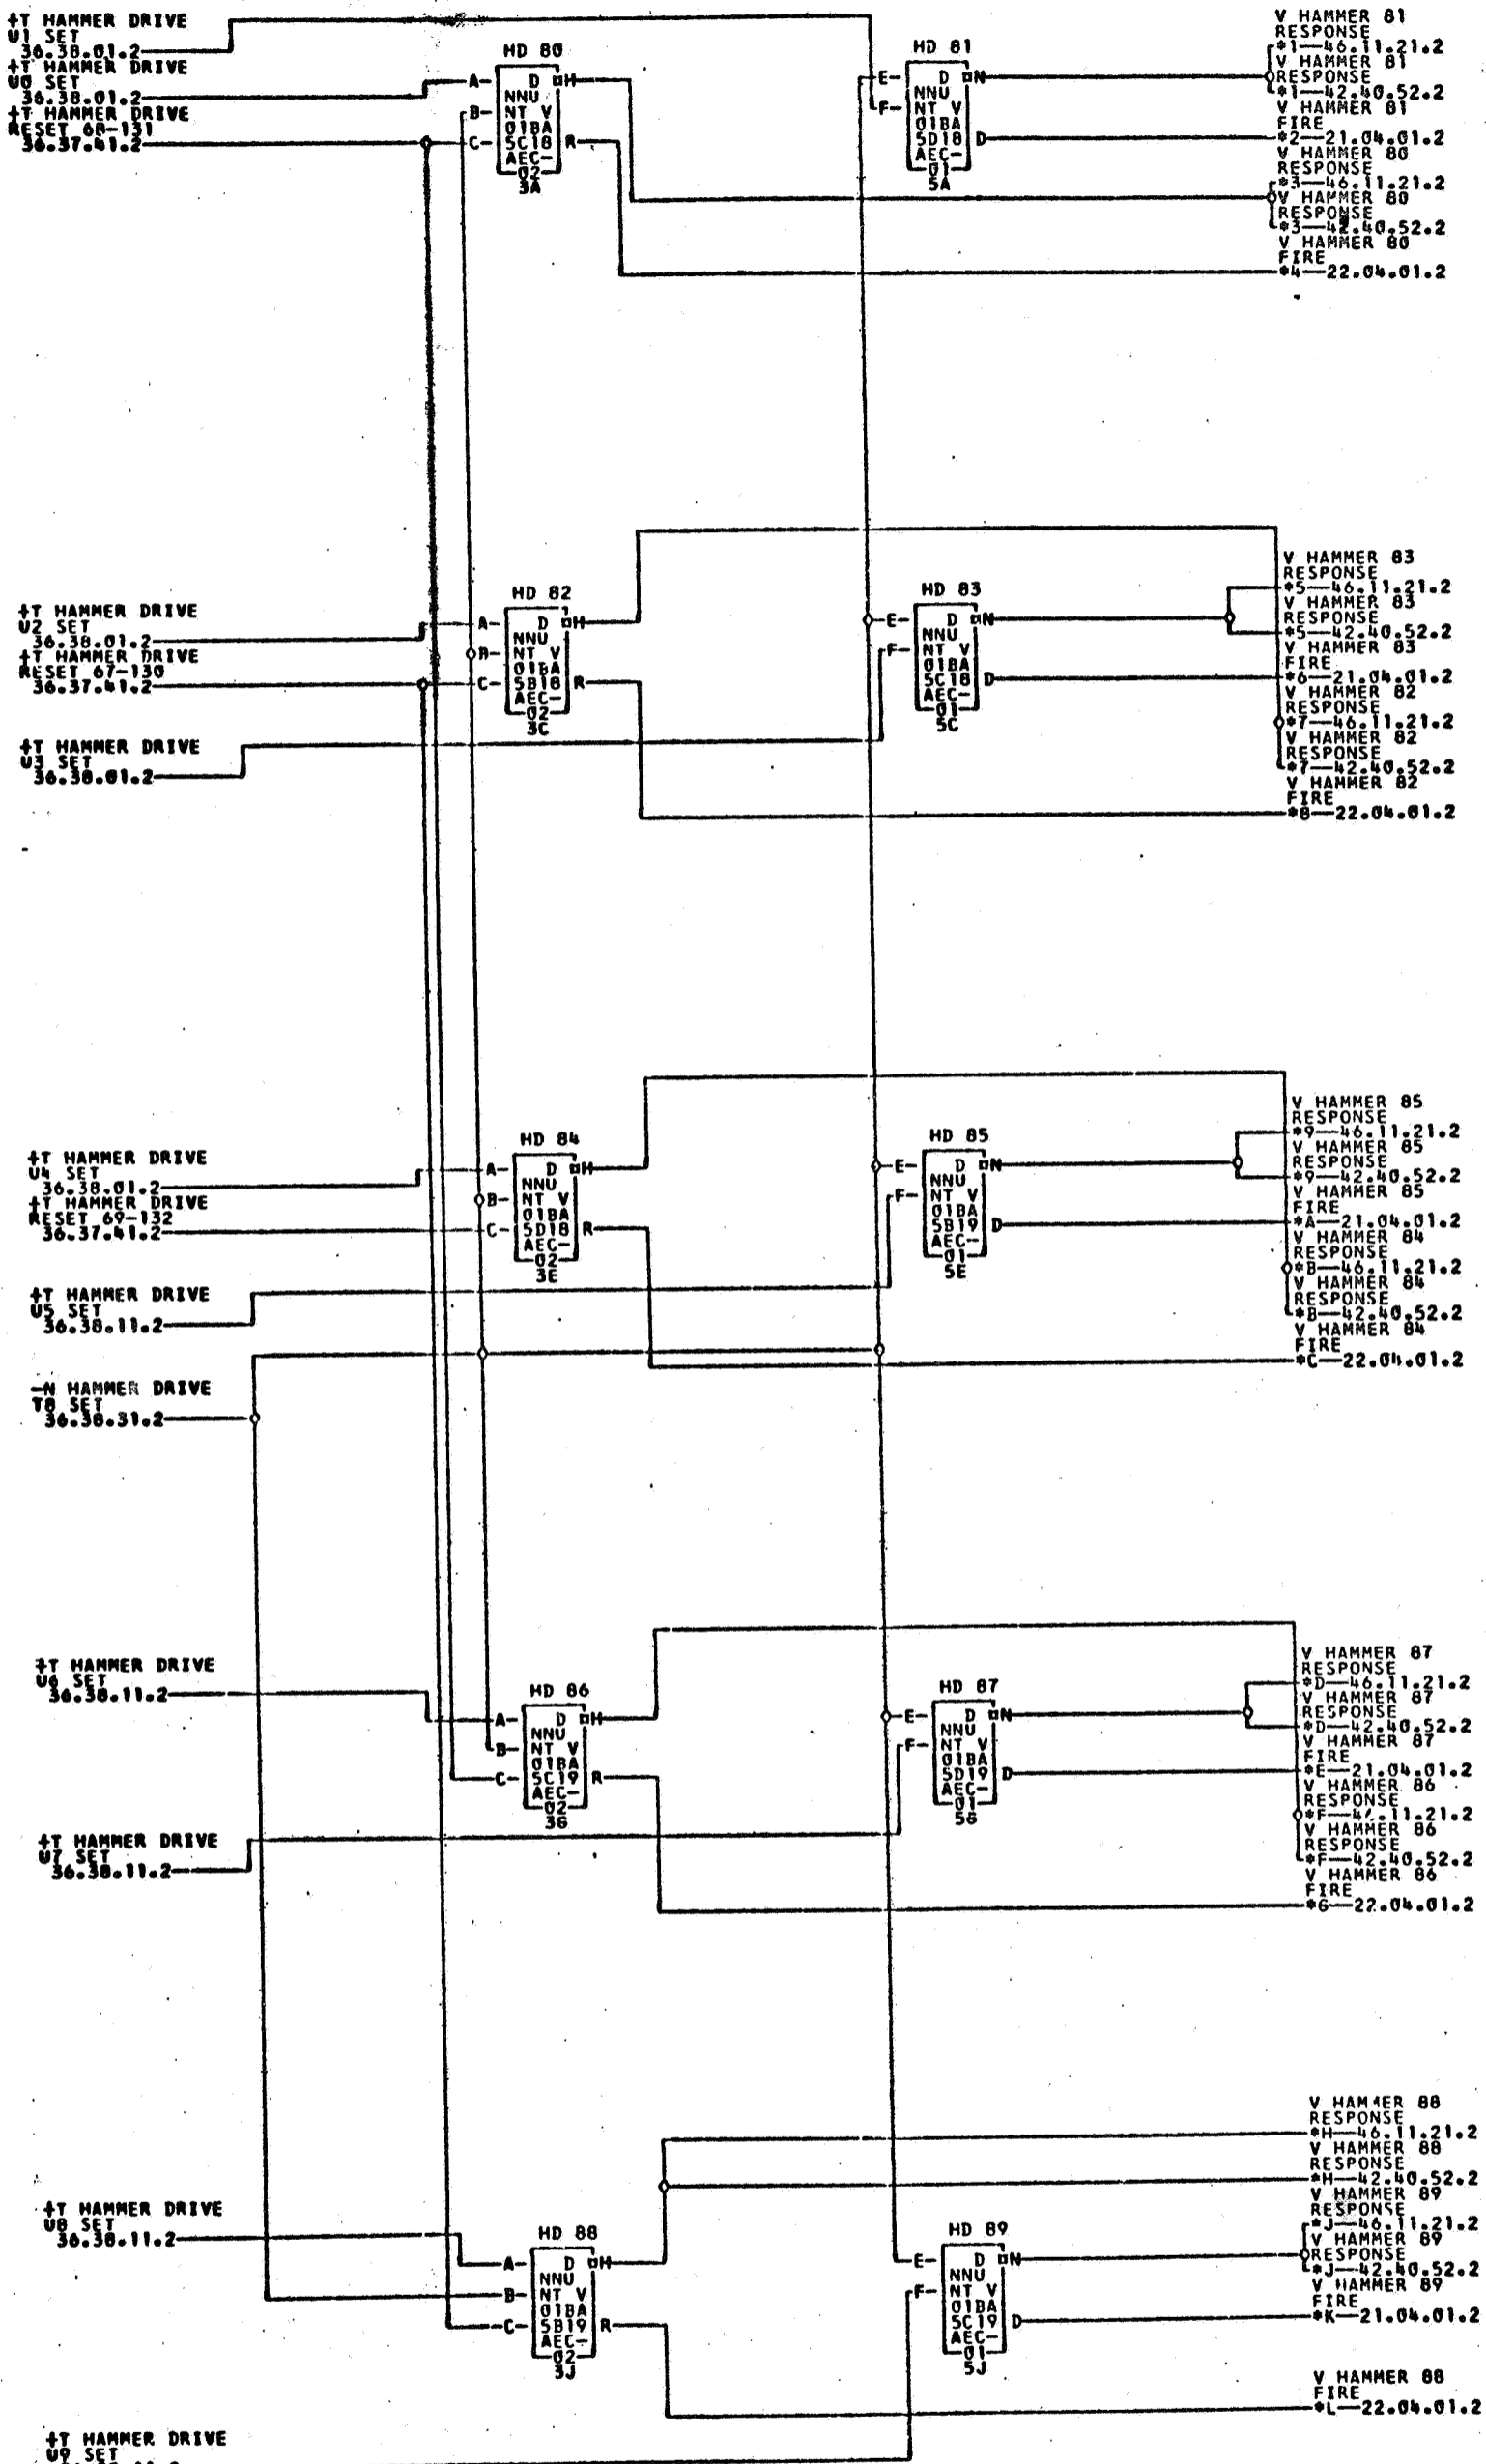 +T HAMMER DRIVE
U1 SET
36.38.01.2
+T HAMMER DRIVE
U0 SET
36.38.01.2
+T HAMMER DRIVE
RESET 68-131
36.37.41.2
HD 80
A- D H
NNU
B- NT V
01BA
C- 5C18 R
AEC-
02
3A
HD 81
E- D N
NNU
F- NT V
01BA
5D18 D
AEC-
01
5A
V HAMMER 81
RESPONSE
*1—46.11.21.2
V HAMMER 81
RESPONSE
*1—42.40.52.2
V HAMMER 81
FIRE
*2—21.04.01.2
V HAMMER 80
RESPONSE
*3—46.11.21.2
V HAMMER 80
RESPONSE
*3—42.40.52.2
V HAMMER 80
FIRE
*4—22.04.01.2
+T HAMMER DRIVE
U2 SET
36.38.01.2
+T HAMMER DRIVE
RESET 67-130
36.37.41.2
+T HAMMER DRIVE
U3 SET
36.38.01.2
HD 82
A- D H
NNU
B- NT V
01BA
C- 5B18 R
AEC-
02
3C
HD 83
E- D N
NNU
F- NT V
01BA
5C18 D
AEC-
01
5C
V HAMMER 83
RESPONSE
*5—46.11.21.2
V HAMMER 83
RESPONSE
*5—42.40.52.2
V HAMMER 83
FIRE
*6—21.04.01.2
V HAMMER 82
RESPONSE
*7—46.11.21.2
V HAMMER 82
RESPONSE
*7—42.40.52.2
V HAMMER 82
FIRE
*8—22.04.01.2
+T HAMMER DRIVE
U4 SET
36.38.01.2
+T HAMMER DRIVE
RESET 69-132
36.37.41.2
+T HAMMER DRIVE
U5 SET
36.38.11.2
-N HAMMER DRIVE
T8 SET
36.38.31.2
HD 84
A- D H
NNU
B- NT V
01BA
C- 5D18 R
AEC-
02
3E
HD 85
E- D N
NNU
F- NT V
01BA
5B19 D
AEC-
01
5E
V HAMMER 85
RESPONSE
*9—46.11.21.2
V HAMMER 85
RESPONSE
*9—42.40.52.2
V HAMMER 85
FIRE
*A—21.04.01.2
V HAMMER 84
RESPONSE
*B—46.11.21.2
V HAMMER 84
RESPONSE
*B—42.40.52.2
V HAMMER 84
FIRE
*C—22.04.01.2
+T HAMMER DRIVE
U6 SET
36.38.11.2
+T HAMMER DRIVE
U7 SET
36.38.11.2
HD 86
A- D H
NNU
B- NT V
01BA
C- 5C19 R
AEC-
02
3G
HD 87
E- D N
NNU
F- NT V
01BA
5D19 D
AEC-
01
5G
V HAMMER 87
RESPONSE
*D—46.11.21.2
V HAMMER 87
RESPONSE
*D—42.40.52.2
V HAMMER 87
FIRE
*E—21.04.01.2
V HAMMER 86
RESPONSE
V HAMMER 86
RESPONSE
*F—42.40.52.2
V HAMMER 86
FIRE
*G—22.04.01.2
+T HAMMER DRIVE
U8 SET
36.38.11.2
HD 88
A- D H
NNU
B- NT V
01BA
C- 5B19 R
AEC-
02
3J
HD 89
E- D N
NNU
F- NT V
01BA
5C19 D
AEC-
01
5J
V HAMMER 88
RESPONSE
*H—46.11.21.2
V HAMMER 88
RESPONSE
*H—42.40.52.2
V HAMMER 89
RESPONSE
*J—46.11.21.2
V HAMMER 89
RESPONSE
*J—42.40.52.2
V HAMMER 89
FIRE
*K—21.04.01.2
V HAMMER 88
FIRE
*L—22.04.01.2
+T HAMMER DRIVE
U9 SET